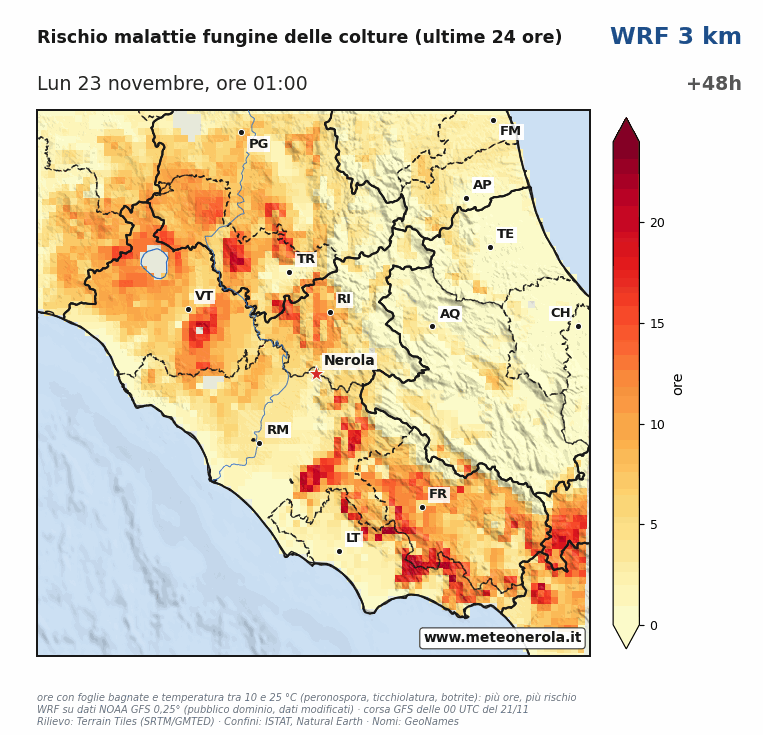 Rischio malattie fungine delle colture (ultime 24 ore)
WRF 3 km
Lun 23 novembre, ore 01:00
+48h
FM
PG
AP
TE
TR
VT
RI
AQ
CH
Nerola
RM
FR
LT
www.meteonerola.it
20
15
10
5
0
ore
ore con foglie bagnate e temperatura tra 10 e 25 °C (peronospora, ticchiolatura, botrite): più ore, più rischio
WRF su dati NOAA GFS 0,25° (pubblico dominio, dati modificati) · corsa GFS delle 00 UTC del 21/11
Rilievo: Terrain Tiles (SRTM/GMTED) · Confini: ISTAT, Natural Earth · Nomi: GeoNames